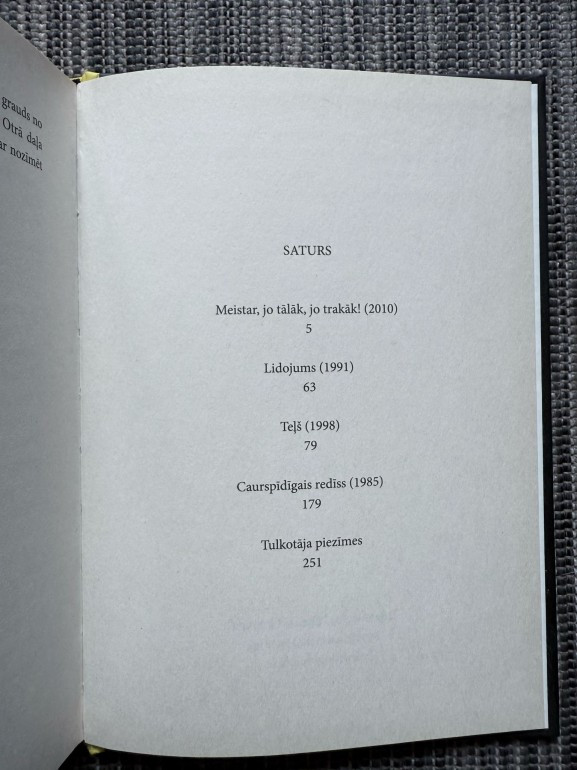 grauds no
Otrā daļa
ar nozīmēt
SATURS
Meistar, jo tālāk, jo trakāk! (2010)
5
Lidojums (1991)
63
Teļš (1998)
79
Caurspīdīgais redīss (1985)
179
Tulkotāja piezīmes
251